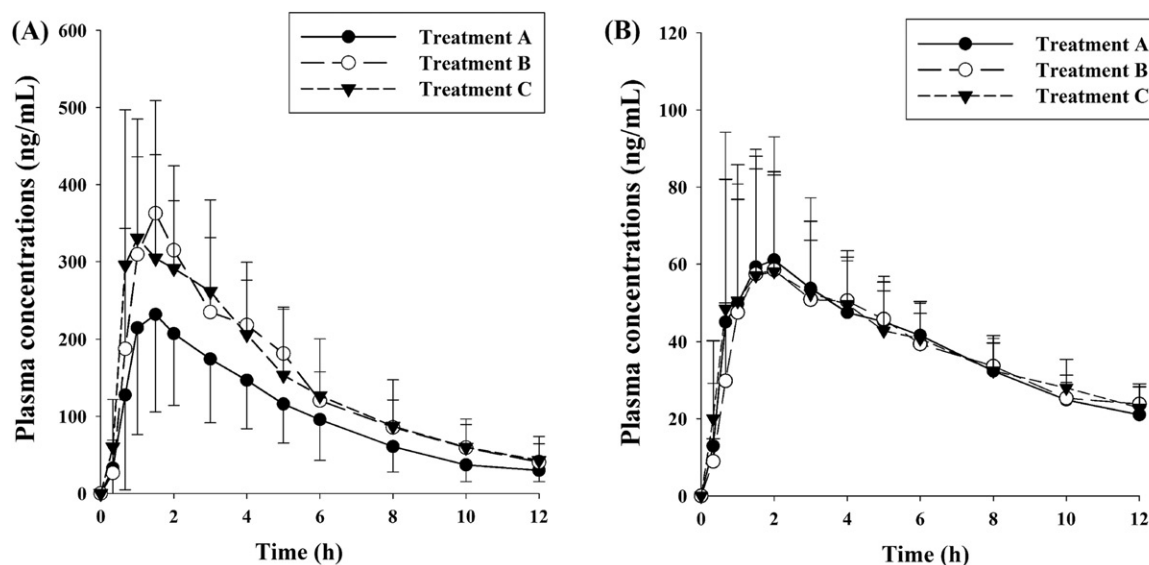 (A)
Treatment A
Treatment B
Treatment C
Plasma concentrations (ng/mL)
600
500
400
300
200
100
0
0 2 4 6 8 10 12
Time (h)
(B)
Treatment A
Treatment B
Treatment C
Plasma concentrations (ng/mL)
120
100
80
60
40
20
0
0 2 4 6 8 10 12
Time (h)